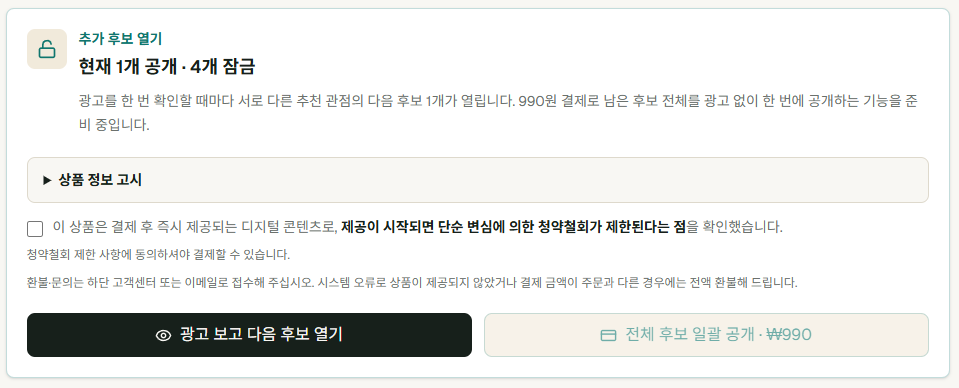 추가 후보 열기
현재 1개 공개 · 4개 잠금
광고를 한 번 확인할 때마다 서로 다른 추천 관점의 다음 후보 1개가 열립니다. 990원 결제로 남은 후보 전체를 광고 없이 한 번에 공개하는 기능을 준
비 중입니다.
▶ 상품 정보 고시
이 상품은 결제 후 즉시 제공되는 디지털 콘텐츠로, 제공이 시작되면 단순 변심에 의한 청약철회가 제한된다는 점을 확인했습니다.
청약철회 제한 사항에 동의하셔야 결제할 수 있습니다.
환불·문의는 하단 고객센터 또는 이메일로 접수해 주십시오. 시스템 오류로 상품이 제공되지 않았거나 결제 금액이 주문과 다른 경우에는 전액 환불해 드립니다.
광고 보고 다음 후보 열기
전체 후보 일괄 공개 · ₩990